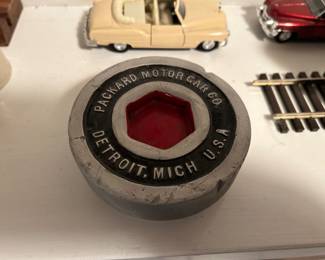 PACKARD MOTOR CAR CO.
DETROIT, MICH U.S.A